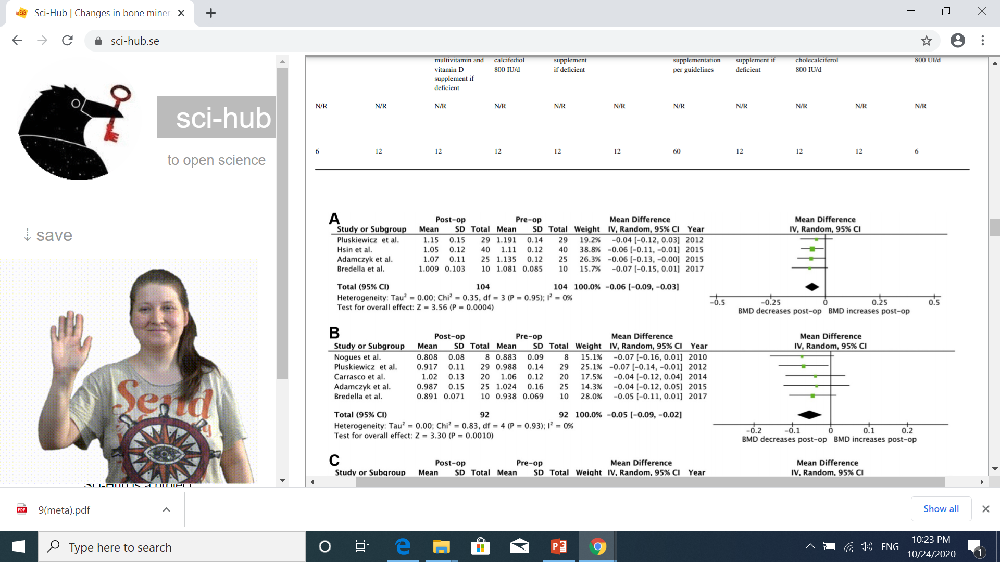 Sci-Hub | Changes in bone miner
sci-hub.se
sci-hub
to open science
⇣ save
Send
multivitamin and calcifediol supplement supplementation supplement if cholecalciferol 800 UI/d
vitamin D 800 IU/d if deficient per guidelines deficient 800 IU/d
supplement if
deficient
N/R N/R N/R N/R N/R N/R N/R N/R N/R N/R N/R
6 12 12 12 12 12 60 12 12 12 6
A
Post-op Pre-op Mean Difference Mean Difference
Study or Subgroup Mean SD Total Mean SD Total Weight IV, Random, 95% CI Year IV, Random, 95% CI
Pluskiewicz et al. 1.15 0.15 29 1.191 0.14 29 19.2% -0.04 [-0.12, 0.03] 2012
Hsin et al. 1.05 0.12 40 1.11 0.12 40 38.8% -0.06 [-0.11, -0.01] 2015
Adamczyk et al. 1.07 0.11 25 1.135 0.12 25 26.3% -0.06 [-0.13, -0.00] 2015
Bredella et al. 1.009 0.103 10 1.081 0.085 10 15.7% -0.07 [-0.15, 0.01] 2017
Total (95% CI) 104 104 100.0% -0.06 [-0.09, -0.03]
Heterogeneity: Tau² = 0.00; Chi² = 0.35, df = 3 (P = 0.95); I² = 0%
Test for overall effect: Z = 3.56 (P = 0.0004)
-0.5 -0.25 0 0.25 0.5
BMD decreases post-op BMD increases post-op
B
Post-op Pre-op Mean Difference Mean Difference
Study or Subgroup Mean SD Total Mean SD Total Weight IV, Random, 95% CI Year IV, Random, 95% CI
Nogues et al. 0.808 0.08 8 0.883 0.09 8 15.1% -0.07 [-0.16, 0.01] 2010
Pluskiewicz et al. 0.917 0.11 29 0.988 0.14 29 25.1% -0.07 [-0.14, -0.01] 2012
Carrasco et al. 1.02 0.13 20 1.06 0.12 20 17.5% -0.04 [-0.12, 0.04] 2014
Adamczyk et al. 0.987 0.15 25 1.024 0.16 25 14.3% -0.04 [-0.12, 0.05] 2015
Bredella et al. 0.891 0.071 10 0.938 0.069 10 28.0% -0.05 [-0.11, 0.01] 2017
Total (95% CI) 92 92 100.0% -0.05 [-0.09, -0.02]
Heterogeneity: Tau² = 0.00; Chi² = 0.83, df = 4 (P = 0.93); I² = 0%
Test for overall effect: Z = 3.30 (P = 0.0010)
-0.2 -0.1 0 0.1 0.2
BMD decreases post-op BMD increases post-op
C
Post-op Pre-op Mean Difference Mean Difference
Study or Subgroup Mean SD Total Mean SD Total Weight IV, Random, 95% CI Year IV, Random, 95% CI
Sci-Hub is a project
PDF
9(meta).pdf
Show all
Type here to search
ENG
10:23 PM
10/24/2020
1